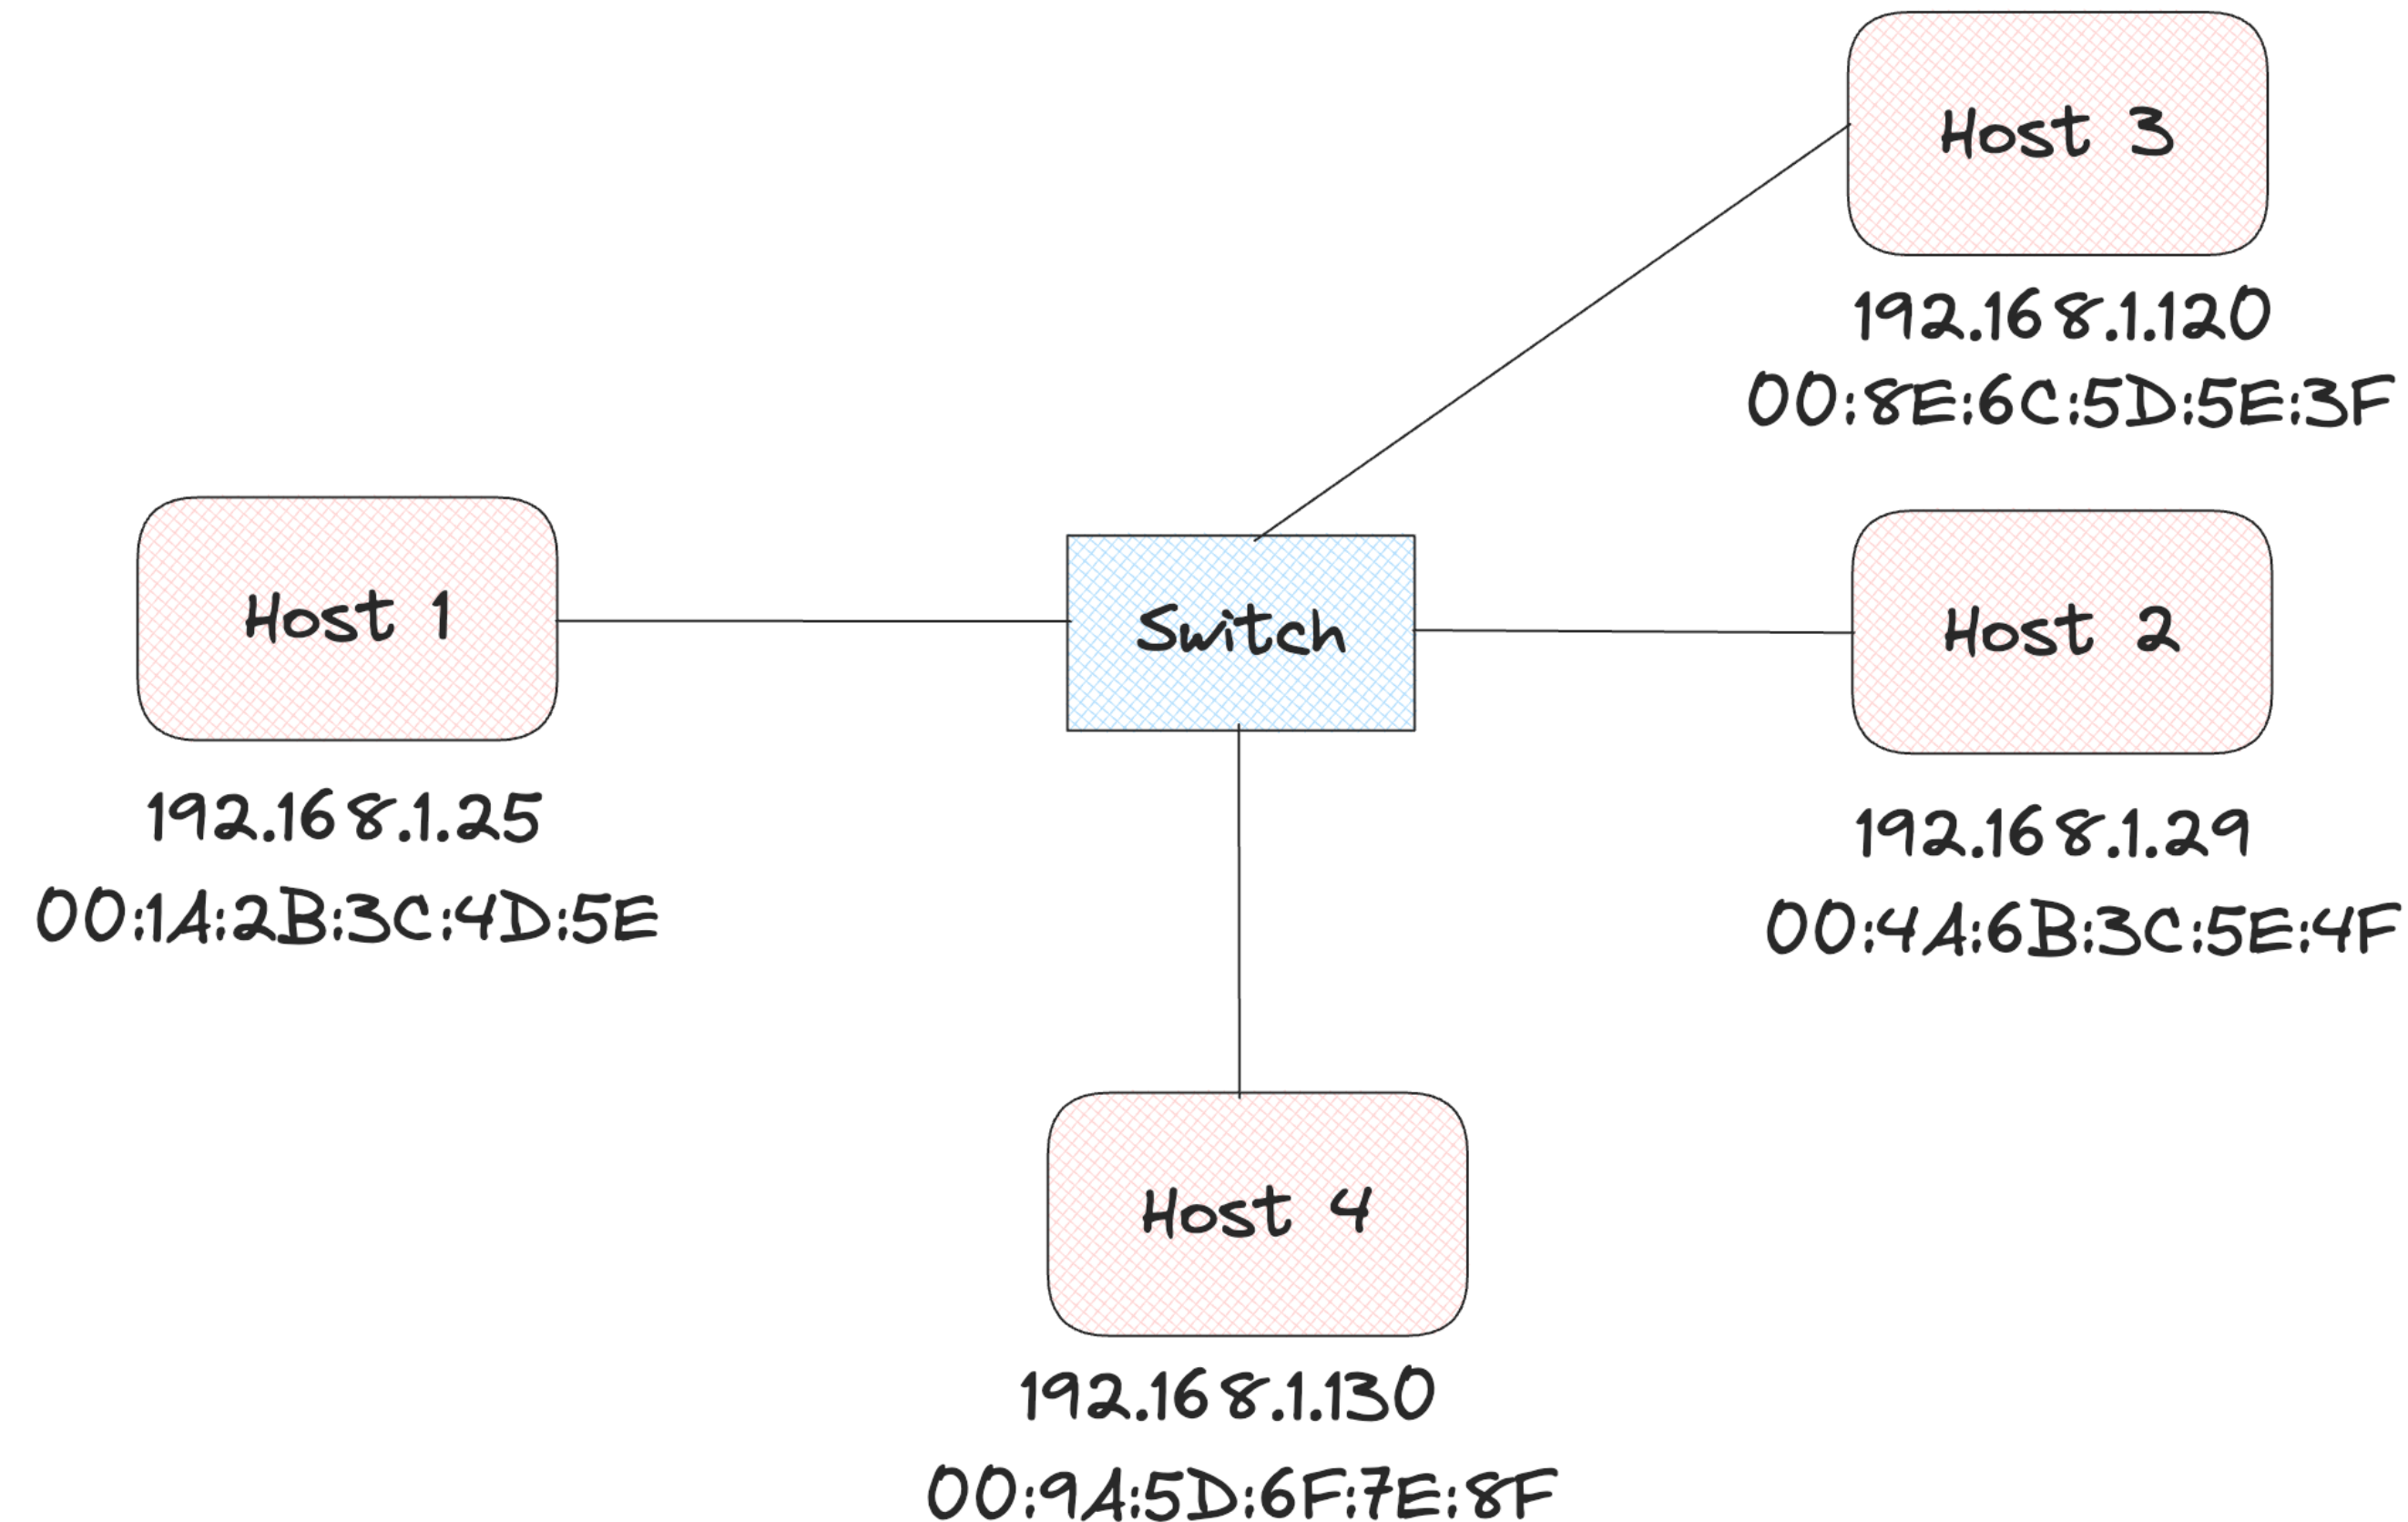 Host 3
192.168.1.120
00:8E:6C:5D:5E:3F
Host 1
192.168.1.25
00:1A:2B:3C:4D:5E
Switch
Host 2
192.168.1.29
00:4A:6B:3C:5E:4F
Host 4
192.168.1.130
00:9A:5D:6F:7E:8F